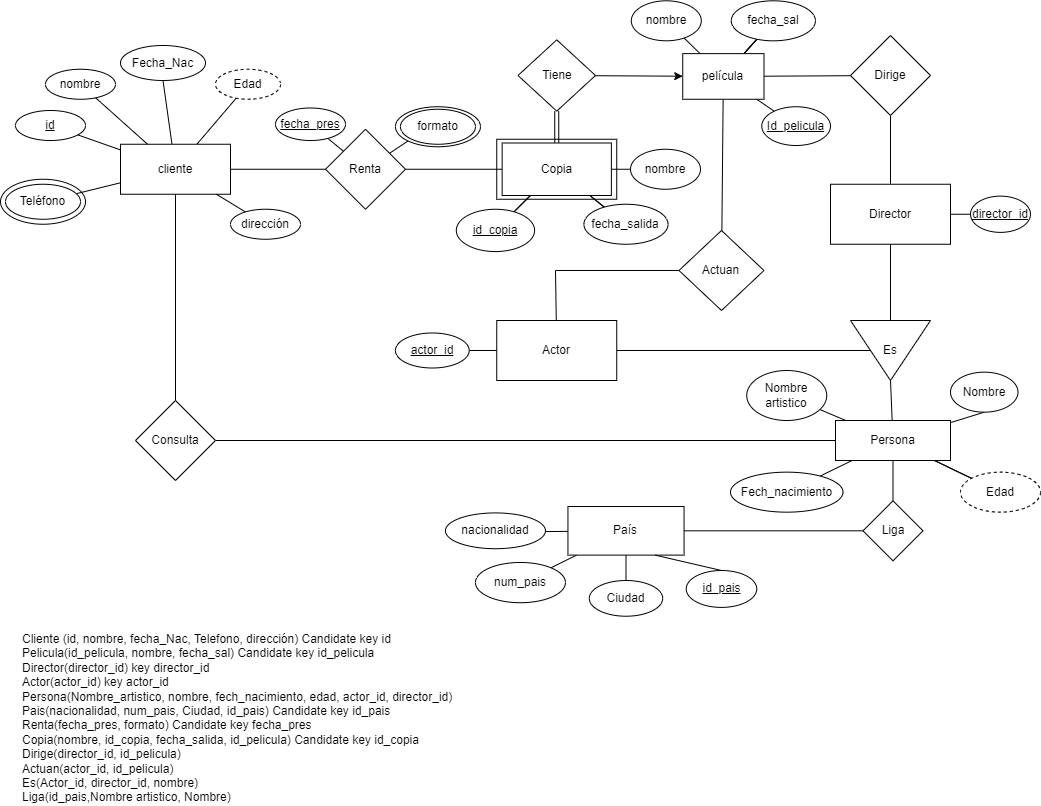 nombre
fecha_sal
Fecha_Nac
nombre
Edad
Tiene
película
Dirige
id
fecha_pres
formato
Id_pelicula
cliente
Renta
Copia
nombre
Teléfono
dirección
id_copia
fecha_salida
Director
director_id
Actuan
actor_id
Actor
Es
Nombre
artistico
Nombre
Consulta
Persona
Fech_nacimiento
Edad
nacionalidad
País
Liga
num_pais
Ciudad
id_pais
Cliente (id, nombre, fecha_Nac, Telefono, dirección) Candidate key id
Pelicula(id_pelicula, nombre, fecha_sal) Candidate key id_pelicula
Director(director_id) key director_id
Actor(actor_id) key actor_id
Persona(Nombre_artistico, nombre, fech_nacimiento, edad, actor_id, director_id)
Pais(nacionalidad, num_pais, Ciudad, id_pais) Candidate key id_pais
Renta(fecha_pres, formato) Candidate key fecha_pres
Copia(nombre, id_copia, fecha_salida, id_pelicula) Candidate key id_copia
Dirige(director_id, id_pelicula)
Actuan(actor_id, id_pelicula)
Es(Actor_id, director_id, nombre)
Liga(id_pais,Nombre artistico, Nombre)